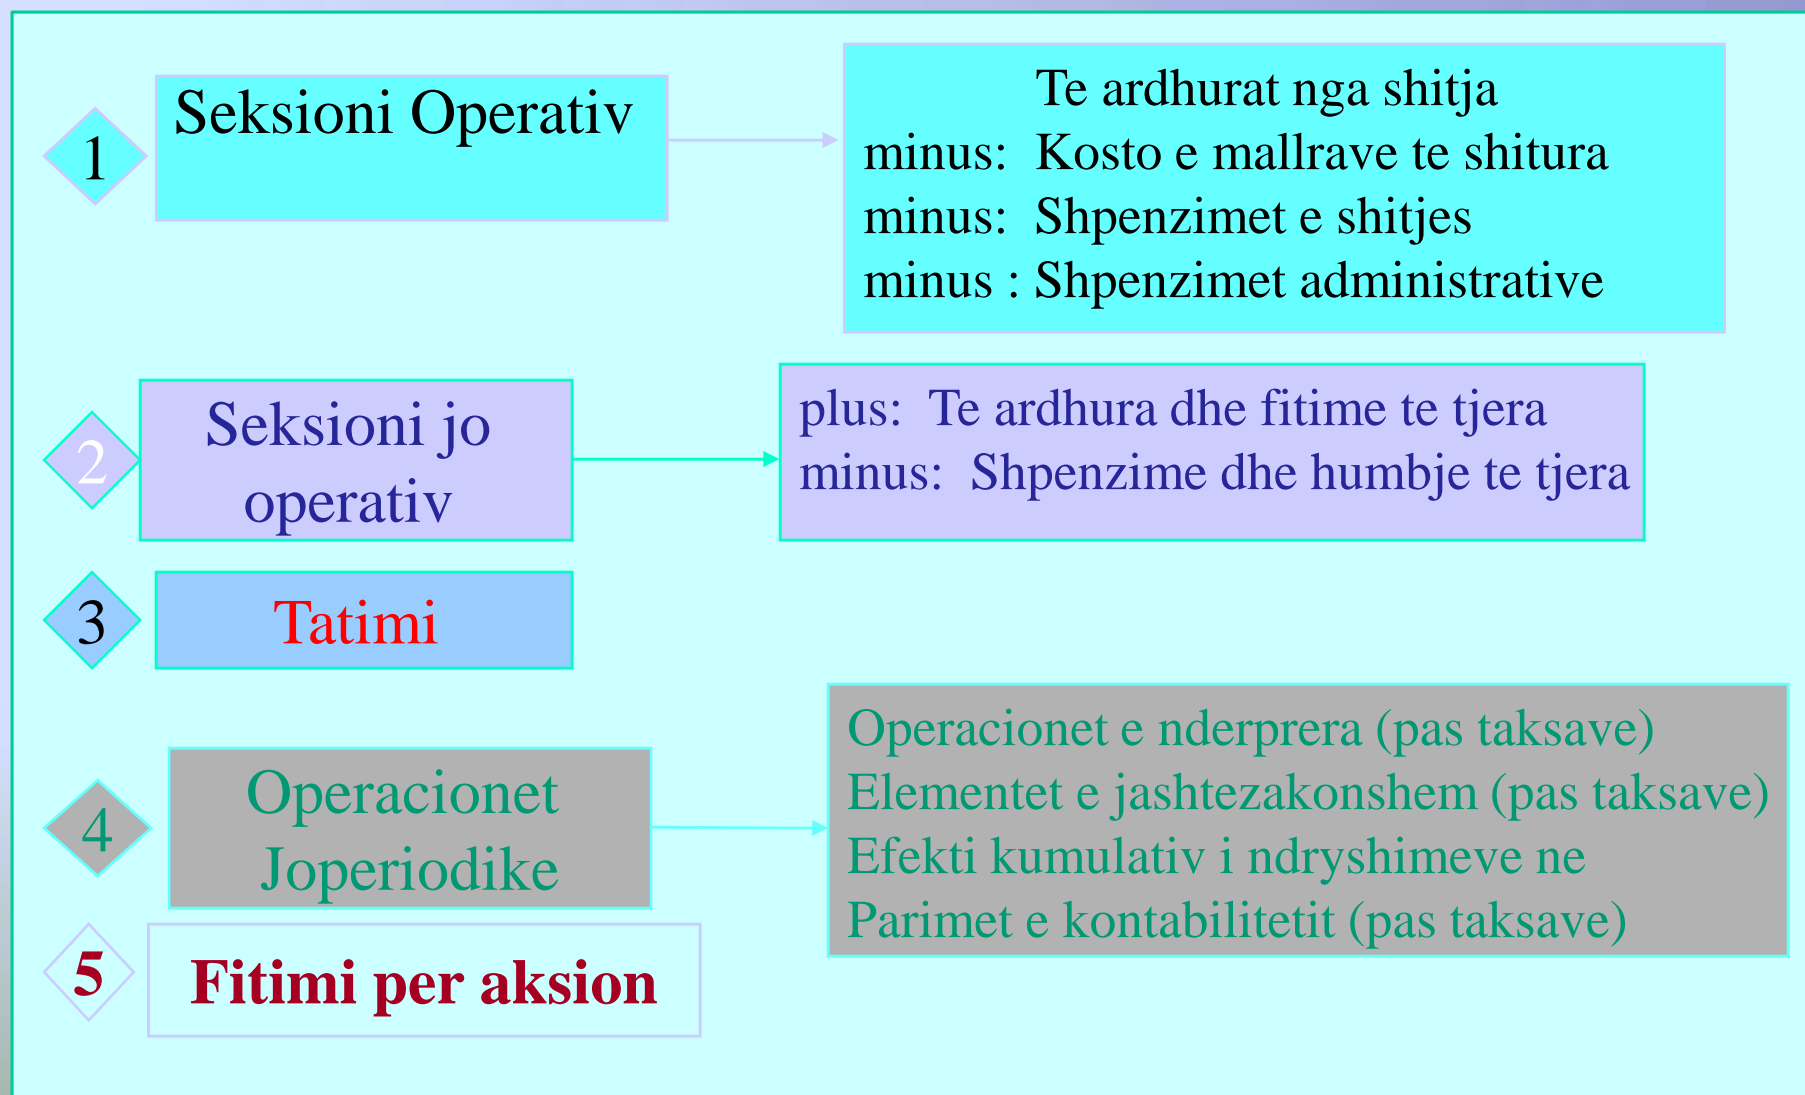 1
Seksioni Operativ
Te ardhurat nga shitja
minus: Kosto e mallrave te shitura
minus: Shpenzimet e shitjes
minus : Shpenzimet administrative
2
Seksioni jo
operativ
plus: Te ardhura dhe fitime te tjera
minus: Shpenzime dhe humbje te tjera
3
Tatimi
4
Operacionet
Joperiodike
Operacionet e nderprera (pas taksave)
Elementet e jashtezakonshem (pas taksave)
Efekti kumulativ i ndryshimeve ne
Parimet e kontabilitetit (pas taksave)
5
Fitimi per aksion